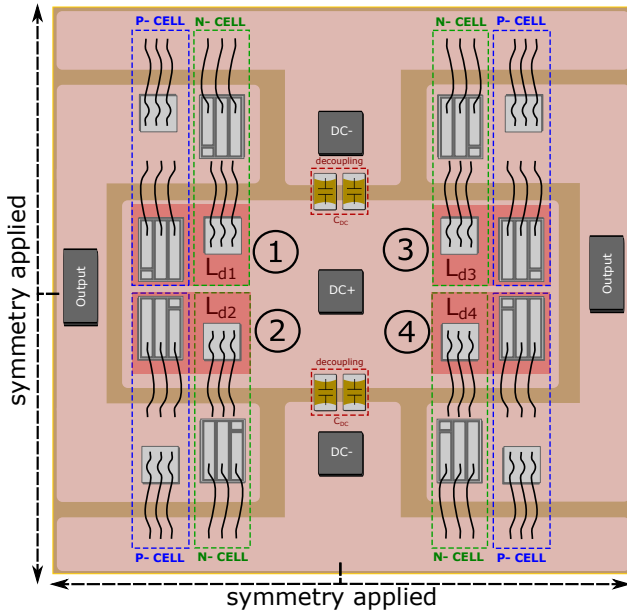 P- CELL
N- CELL
N- CELL
P- CELL
DC-
decoupling
C_DC
1
3
L_d1
L_d3
Output
DC+
Output
L_d2
L_d4
2
4
decoupling
C_DC
DC-
P- CELL
N- CELL
N- CELL
P- CELL
symmetry applied
symmetry applied